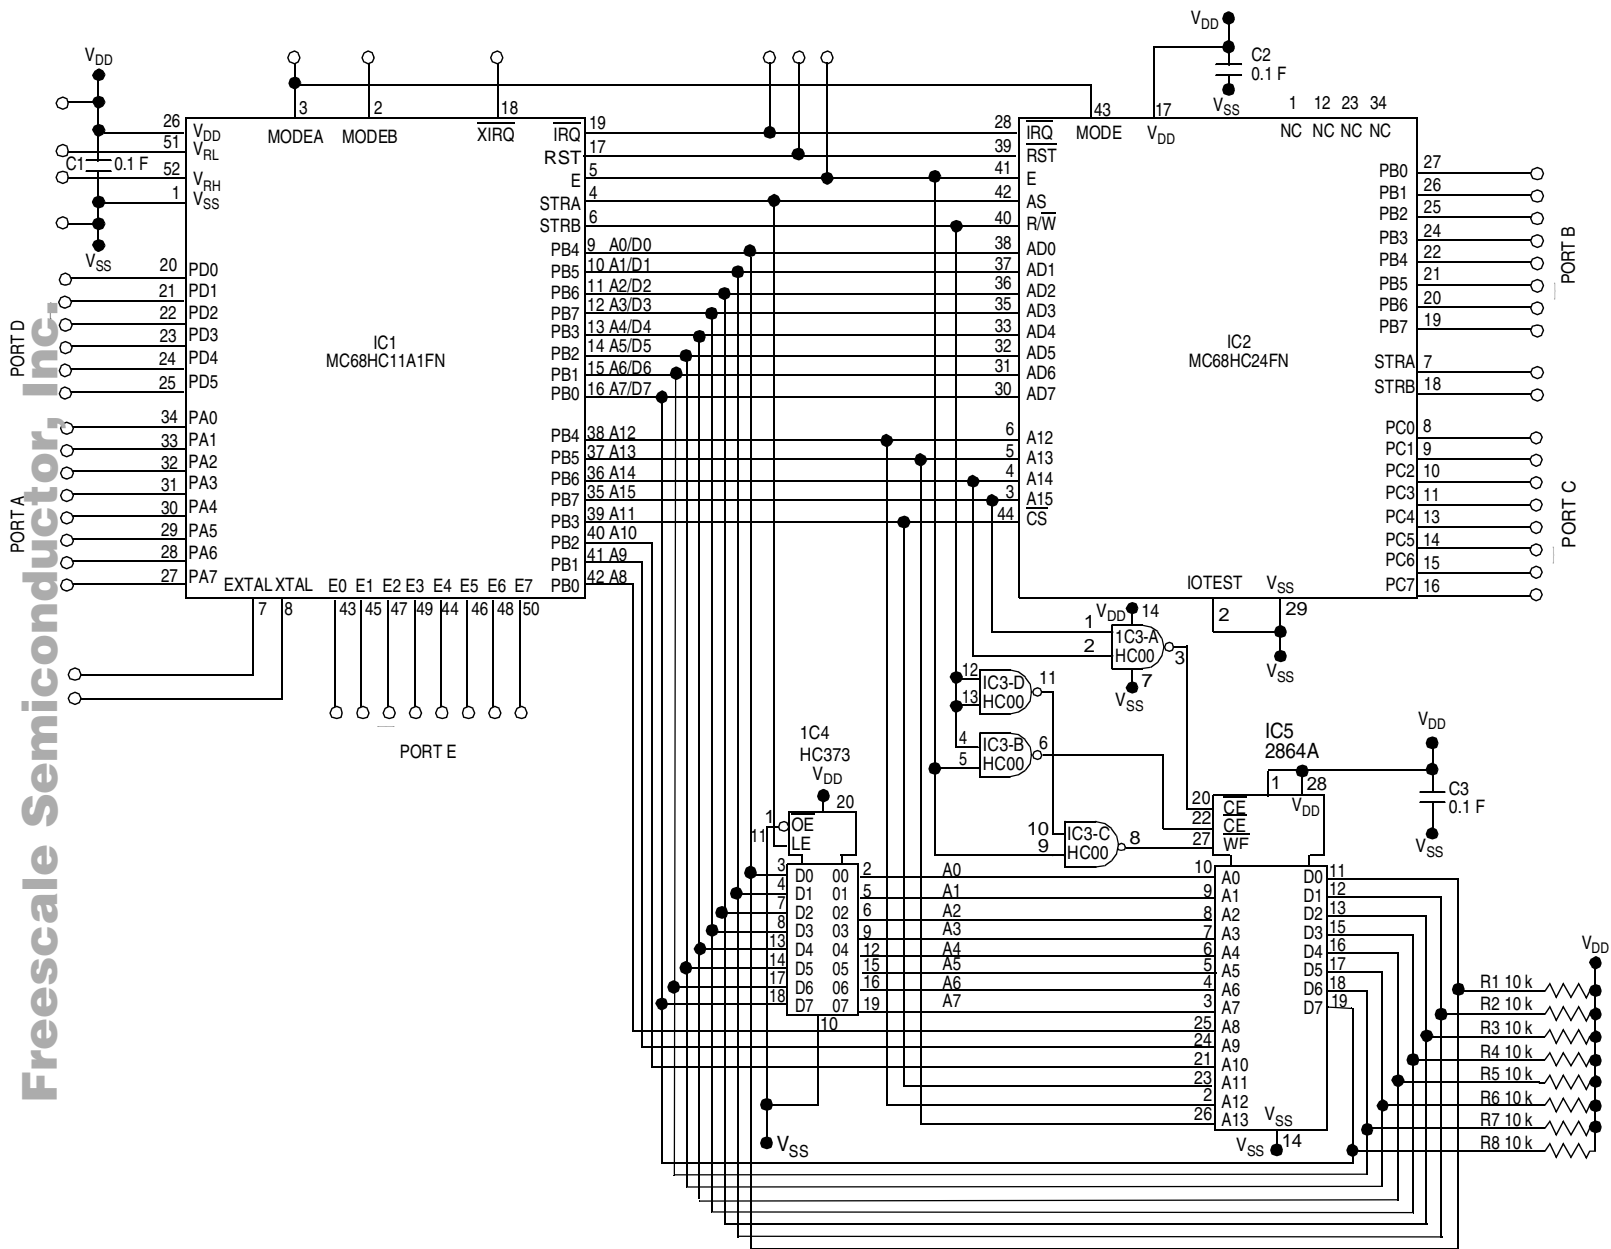 Freescale Semiconductor, Inc.
VDD
VDD
C2
0.1 F
VSS
3
2
18
43
17
1 12 23 34
MODEA
MODEB
XIRQ
MODE
VDD
NC NC NC NC
26 VDD
51 VRL
C1 0.1 F
52 VRH
1 VSS
VSS
IRQ 19
RST 17
E 5
STRA 4
STRB 6
PB4 9 A0/D0
PB5 10 A1/D1
PB6 11 A2/D2
PB7 12 A3/D3
PB3 13 A4/D4
PB2 14 A5/D5
PB1 15 A6/D6
PB0 16 A7/D7
PB4 38 A12
PB5 37 A13
PB6 36 A14
PB7 35 A15
PB3 39 A11
PB2 40 A10
PB1 41 A9
PB0 42 A8
PORT D
20 PD0
21 PD1
22 PD2
23 PD3
24 PD4
25 PD5
PORT A
34 PA0
33 PA1
32 PA2
31 PA3
30 PA4
29 PA5
28 PA6
27 PA7
IC1
MC68HC11A1FN
EXTAL XTAL E0 E1 E2 E3 E4 E5 E6 E7
7 8 43 45 47 49 44 46 48 50
PORT E
28 IRQ
39 RST
41 E
42 AS
40 R/W
38 AD0
37 AD1
36 AD2
35 AD3
33 AD4
32 AD5
31 AD6
30 AD7
6 A12
5 A13
4 A14
3 A15
44 CS
IC2
MC68HC24FN
PB0 27
PB1 26
PB2 25
PB3 24
PB4 22
PB5 21
PB6 20
PB7 19
PORT B
STRA 7
STRB 18
PC0 8
PC1 9
PC2 10
PC3 11
PC4 13
PC5 14
PC6 15
PC7 16
PORT C
IOTEST VSS
2 29
VSS
VDD 14
1
2
1C3-A
HC00
3
7
VSS
12
13
IC3-D
HC00
11
4
5
IC3-B
HC00
6
10
9
IC3-C
HC00
8
1C4
HC373
VDD
20
1 OE
11 LE
3 D0 00 2 A0
4 D1 01 5 A1
7 D2 02 6 A2
8 D3 03 9 A3
13 D4 04 12 A4
14 D5 05 15 A5
17 D6 06 16 A6
18 D7 07 19 A7
10
VSS
IC5
2864A
1 28
VDD
20 CE
22 CE
27 WF
VDD
C3
0.1 F
VSS
10 A0 D0 11
9 A1 D1 12
8 A2 D2 13
7 A3 D3 15
6 A4 D4 16
5 A5 D5 17
4 A6 D6 18
3 A7 D7 19
25 A8
24 A9
21 A10
23 A11
2 A12
26 A13
VSS
VSS 14
VDD
R1 10 k
R2 10 k
R3 10 k
R4 10 k
R5 10 k
R6 10 k
R7 10 k
R8 10 k